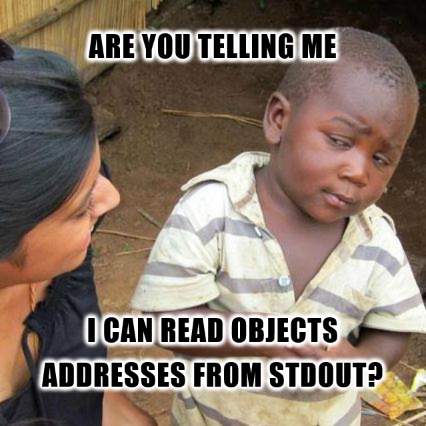 ARE YOU TELLING ME
I CAN READ OBJECTS
ADDRESSES FROM STDOUT?